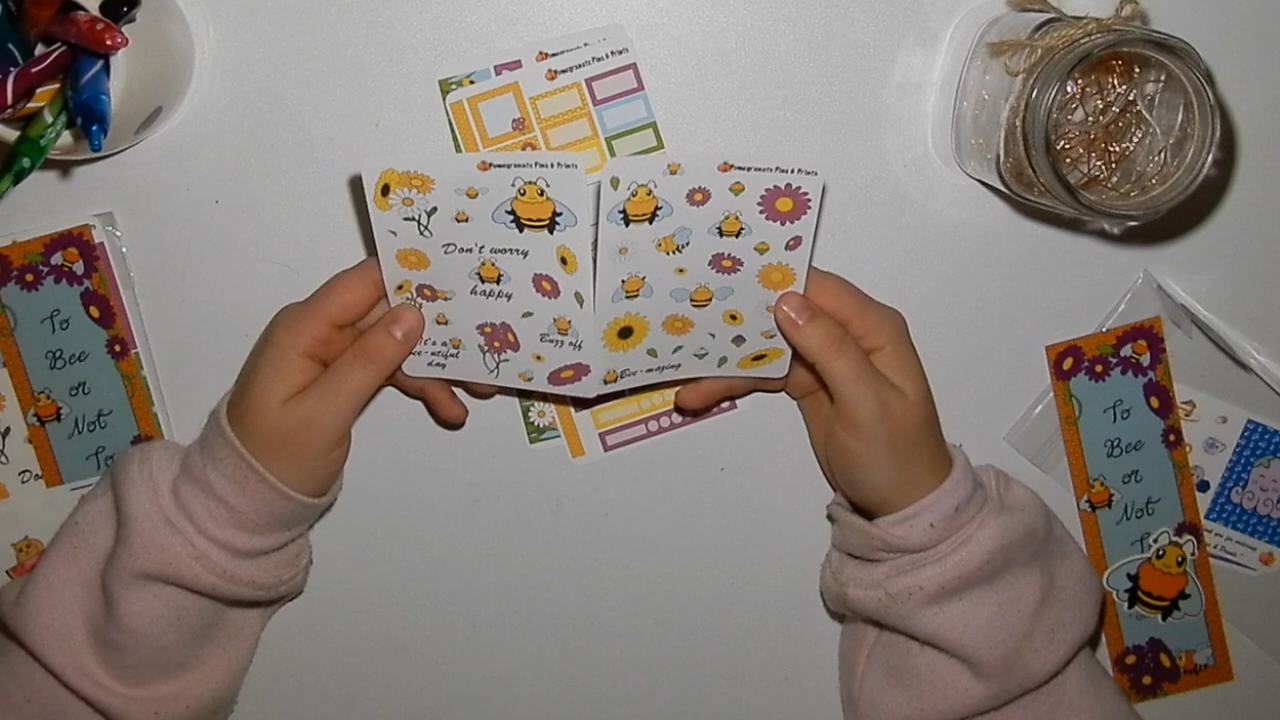 Pomegranate Pins & Prints
Pomegranate Pins & Prints
Pomegranate Pins & Prints
Don't worry
happy
It's a
Bee-utiful
day
Buzz off
Pomegranate Pins & Prints
Bee-mazing
To
Bee
or
Not
To
To
Bee
or
Not
T